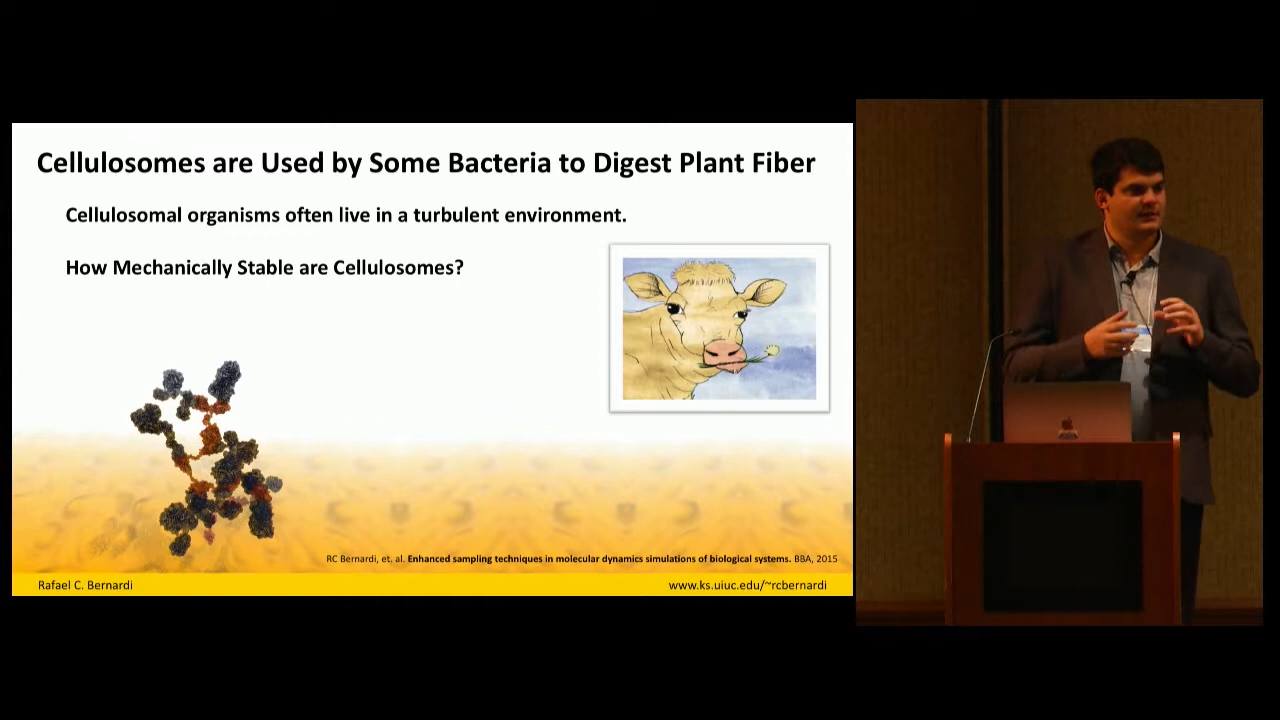 Cellulosomes are Used by Some Bacteria to Digest Plant Fiber
Cellulosomal organisms often live in a turbulent environment.
How Mechanically Stable are Cellulosomes?
RC Bernardi, et. al. Enhanced sampling techniques in molecular dynamics simulations of biological systems. BBA, 2015
Rafael C. Bernardi
www.ks.uiuc.edu/~rcbernardi